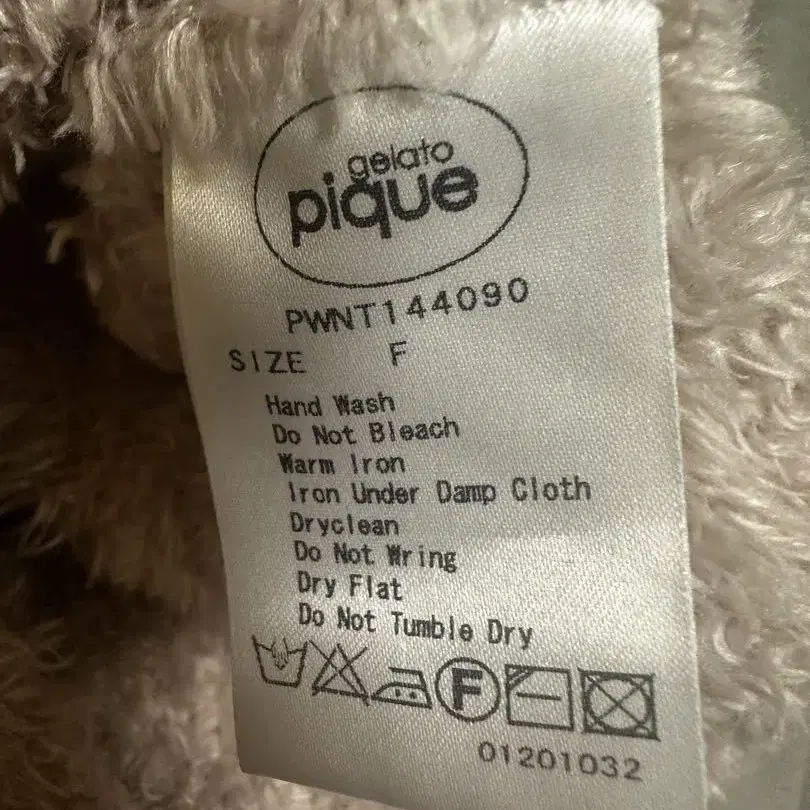 gelato
pique
PWNT144090
SIZE F
Hand Wash
Do Not Bleach
Warm Iron
Iron Under Damp Cloth
Dryclean
Do Not Wring
Dry Flat
Do Not Tumble Dry
F
01201032